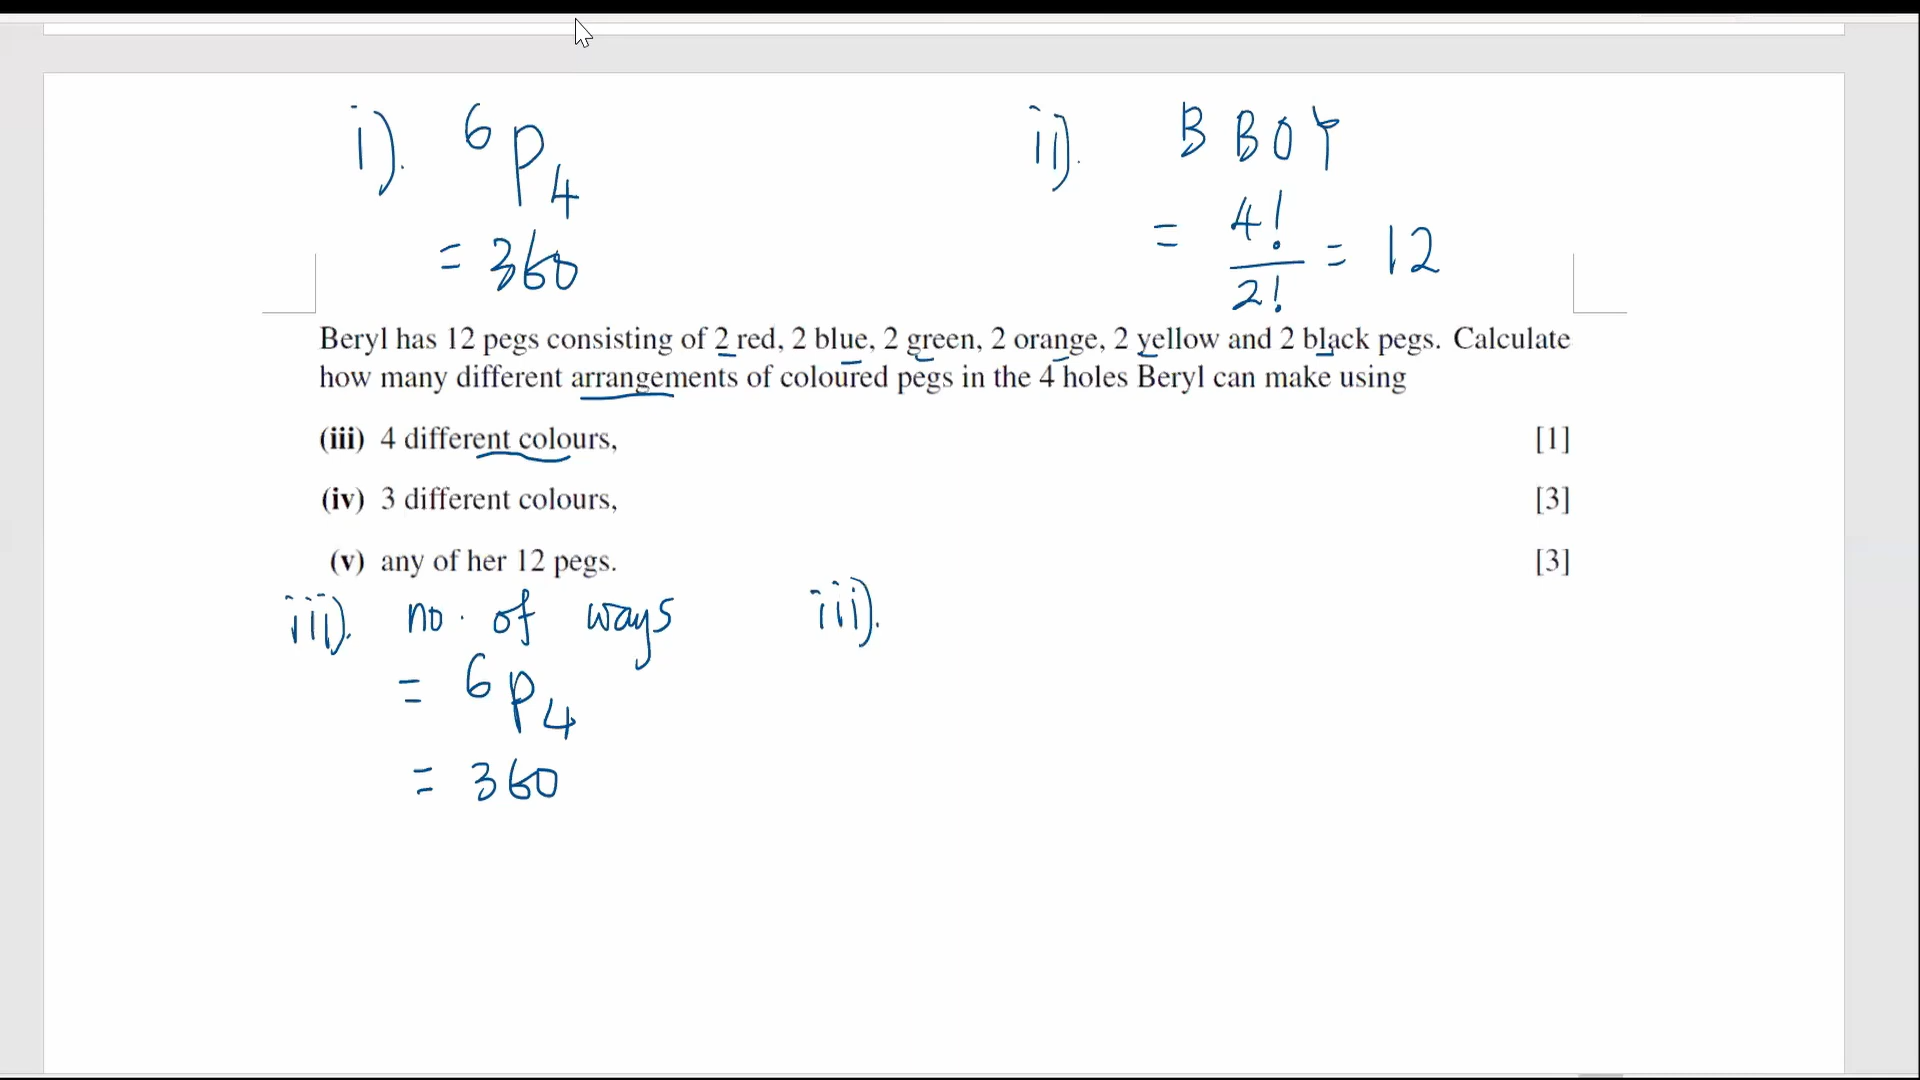 i). 6P4
= 360
ii). B B O Y
= 4!/2! = 12
Beryl has 12 pegs consisting of 2 red, 2 blue, 2 green, 2 orange, 2 yellow and 2 black pegs. Calculate
how many different arrangements of coloured pegs in the 4 holes Beryl can make using
(iii) 4 different colours, [1]
(iv) 3 different colours, [3]
(v) any of her 12 pegs. [3]
iii). no. of ways
= 6P4
= 360
iii).